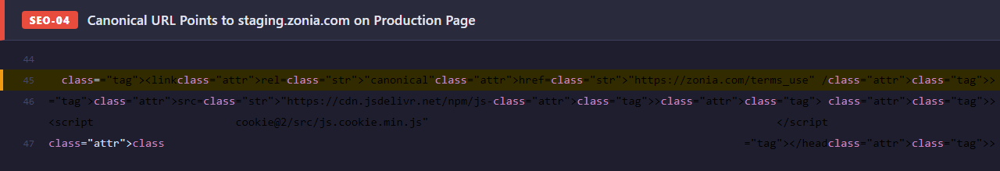 SEO-04 Canonical URL Points to staging.zonia.com on Production Page
44
45 class=="tag"><linkclass="attr">rel=class="str">"canonical"class="attr">href=class="str">"https://zonia.com/terms_use" /class="attr">class="tag">>
46 ="tag">class="attr">src=class="str">"https://cdn.jsdelivr.net/npm/js-class="attr">class="tag">>class="attr">class="tag"> class="attr">class="tag">>
<script cookie@2/src/js.cookie.min.js" </script
47 class="attr">class ="tag"></headclass="attr">class="tag">>